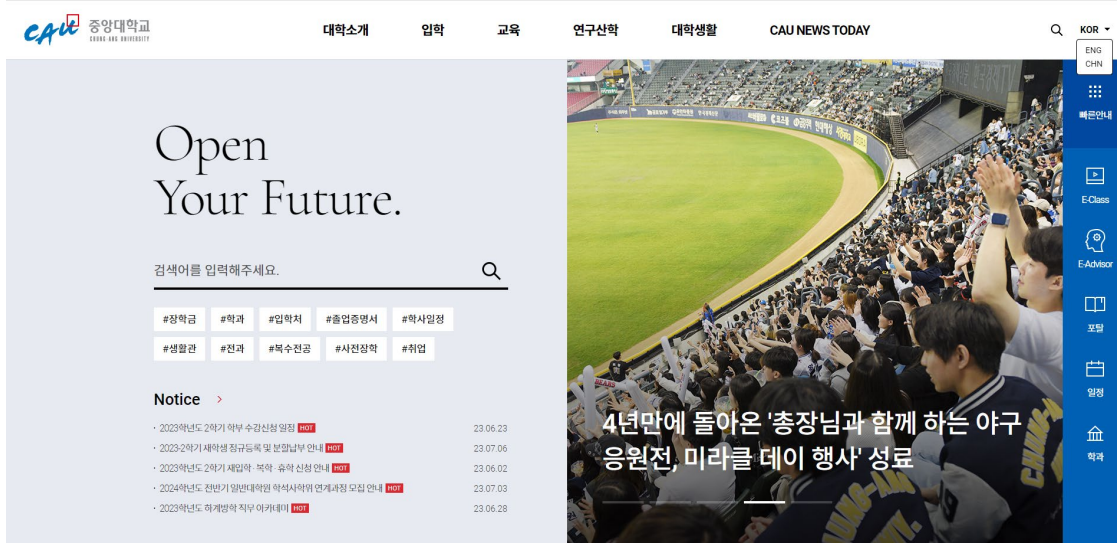 CAU 중앙대학교
CHUNG-ANG UNIVERSITY
대학소개 입학 교육 연구산학 대학생활 CAU NEWS TODAY KOR
ENG
CHN
빠른안내
E-Class
E-Advisor
포탈
일정
학과
Open
Your Future.
검색어를 입력해주세요.
#장학금 #학과 #입학처 #졸업증명서 #학사일정
#생활관 #전과 #복수전공 #사전장학 #취업
Notice >
· 2023학년도 2학기 학부 수강신청 일정 HOT 23.06.23
· 2023-2학기 재학생 정규등록 및 분할납부 안내 HOT 23.07.06
· 2023학년도 2학기 재입학 · 복학 · 휴학 신청 안내 HOT 23.06.02
· 2024학년도 전반기 일반대학원 학석사학위 연계과정 모집 안내 HOT 23.07.03
· 2023학년도 하계방학 직무 아카데미 HOT 23.06.28
4년만에 돌아온 '총장님과 함께 하는 야구
응원전, 미라클 데이 행사' 성료
BEARS
CHUNG-ANG
CHUNG-ANG
UNIV.